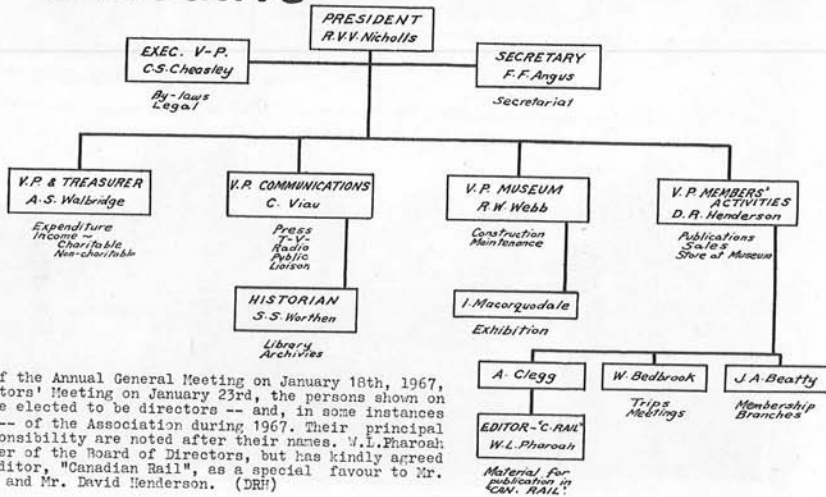 PRESIDENT
R.V.V. Nicholls
EXEC. V-P.
C.S. Cheasley
By-laws
Legal
SECRETARY
F.F. Angus
Secretarial
V.P. & TREASURER
A.S. Walbridge
Expenditure
Income ~
Charitable
Non-charitable
V.P. COMMUNICATIONS
C. Viau
Press
T-V-
Radio
Public
Liaison
HISTORIAN
S.S. Worthen
Library
Archivies
V.P. MUSEUM
R.W. Webb
Construction
Maintenance
I. Macorquodale
Exhibition
V.P. MEMBERS'
ACTIVITIES
D.R. Henderson
Publications
Sales
Store at Museum
A. Clegg
EDITOR-'C. RAIL'
W.L. Pharoah
Material for
publication in
'CAN. RAIL'.
W. Bedbrook
Trips
Meetings
J.A. Beatty
Membership
Branches
f the Annual General Meeting on January 18th, 1967,
tors' Meeting on January 23rd, the persons shown on
e elected to be directors -- and, in some instances
-- of the Association during 1967. Their principal
onsibility are noted after their names. W.L.Pharoah
er of the Board of Directors, but has kindly agreed
ditor, "Canadian Rail", as a special favour to Mr.
and Mr. David Henderson. (DRH)